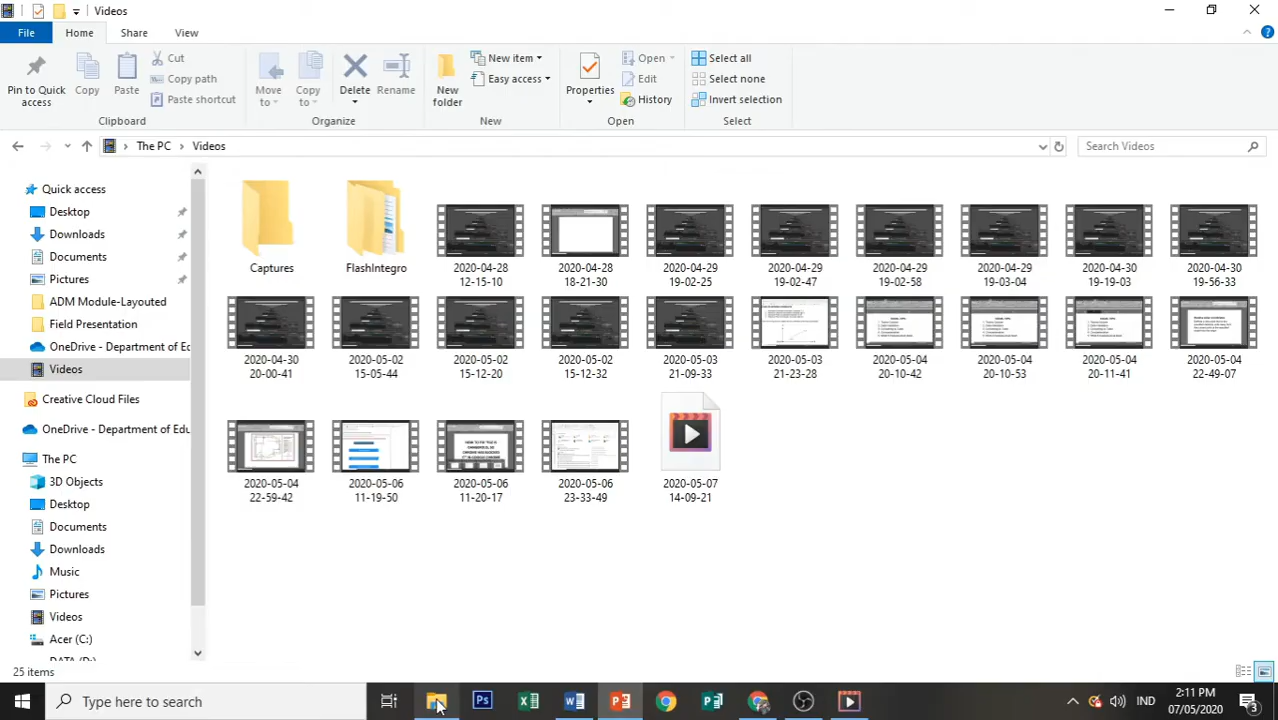 Videos
File Home Share View
Pin to Quick access
Copy
Paste
Cut
Copy path
Paste shortcut
Clipboard
Move to
Copy to
Delete
Rename
Organize
New folder
New item
Easy access
New
Properties
Open
Edit
History
Open
Select all
Select none
Invert selection
Select
The PC Videos
Search Videos
Quick access
Desktop
Downloads
Documents
Pictures
ADM Module-Layouted
Field Presentation
OneDrive - Department of Ed
Videos
Creative Cloud Files
OneDrive - Department of Edu
The PC
3D Objects
Desktop
Documents
Downloads
Music
Pictures
Videos
Acer (C:)
DATA (D:)
Captures
FlashIntegro
2020-04-28 12-15-10
2020-04-28 18-21-30
2020-04-29 19-02-25
2020-04-29 19-02-47
2020-04-29 19-02-58
2020-04-29 19-03-04
2020-04-30 19-19-03
2020-04-30 19-56-33
2020-04-30 20-00-41
2020-05-02 15-05-44
2020-05-02 15-12-20
2020-05-02 15-12-32
2020-05-03 21-09-33
2020-05-03 21-23-28
2020-05-04 20-10-42
2020-05-04 20-10-53
2020-05-04 20-11-41
2020-05-04 22-49-07
2020-05-04 22-59-42
2020-05-06 11-19-50
2020-05-06 11-20-17
2020-05-06 23-33-49
2020-05-07 14-09-21
25 items
Type here to search
Ps
IND
2:11 PM
07/05/2020
3